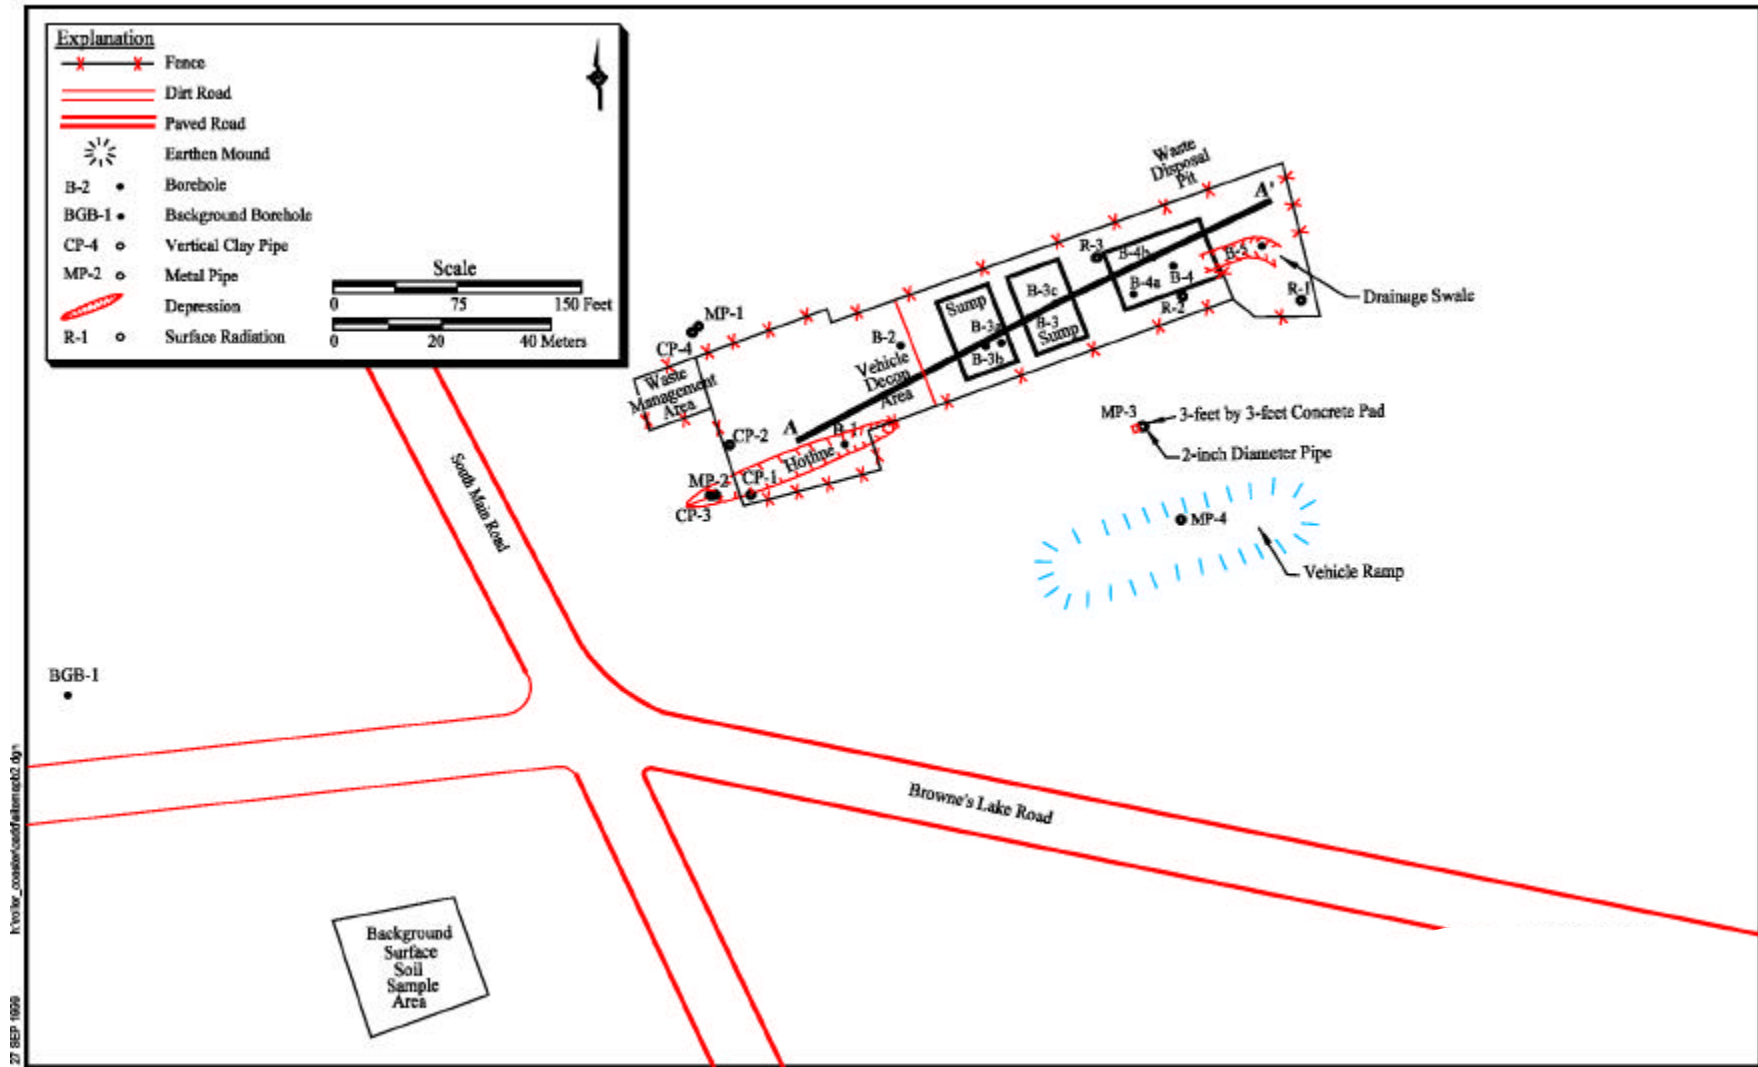 Explanation
Fence
Dirt Road
Paved Road
Earthen Mound
B-2 Borehole
BGB-1 Background Borehole
CP-4 Vertical Clay Pipe
MP-2 Metal Pipe
Depression
R-1 Surface Radiation
Scale
0 75 150 Feet
0 20 40 Meters
Waste
Disposal
Pit
A'
R-3
B-4b
B-5
B-4
B-4a
R-2
R-1
Drainage Swale
Sump
B-3c
B-3a
B-3
Sump
B-3b
MP-1
CP-4
B-2
Vehicle
Decon
Area
Waste
Management
Area
A
B-1
CP-2
Hotline
MP-2
CP-1
CP-3
MP-3
3-feet by 3-feet Concrete Pad
2-inch Diameter Pipe
MP-4
Vehicle Ramp
South Main Road
BGB-1
Browne's Lake Road
Background
Surface
Soil
Sample
Area
27 SEP 1999